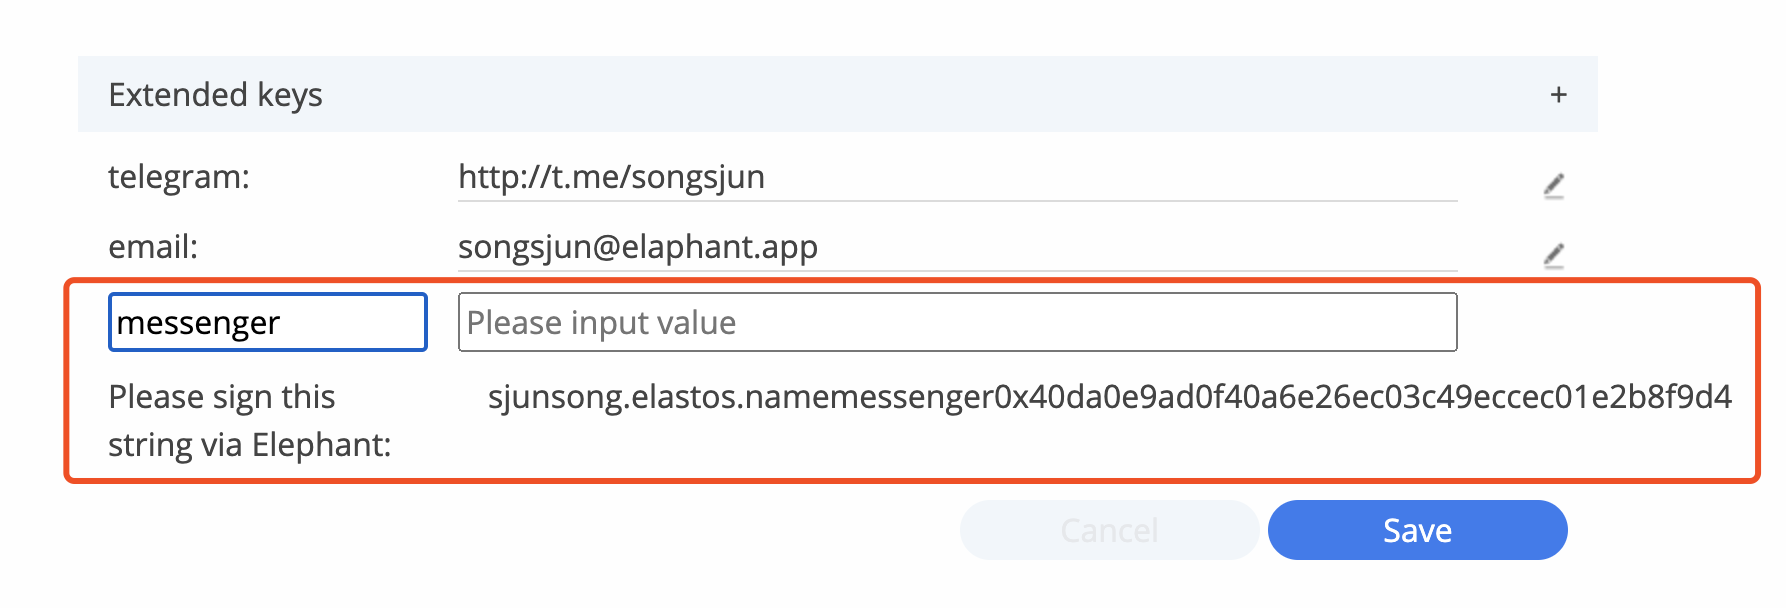 Extended keys +
telegram: http://t.me/songsjun
email: songsjun@elaphant.app
messenger Please input value
Please sign this sjunsong.elastos.namemessenger0x40da0e9ad0f40a6e26ec03c49eccec01e2b8f9d4
string via Elephant:
Cancel Save